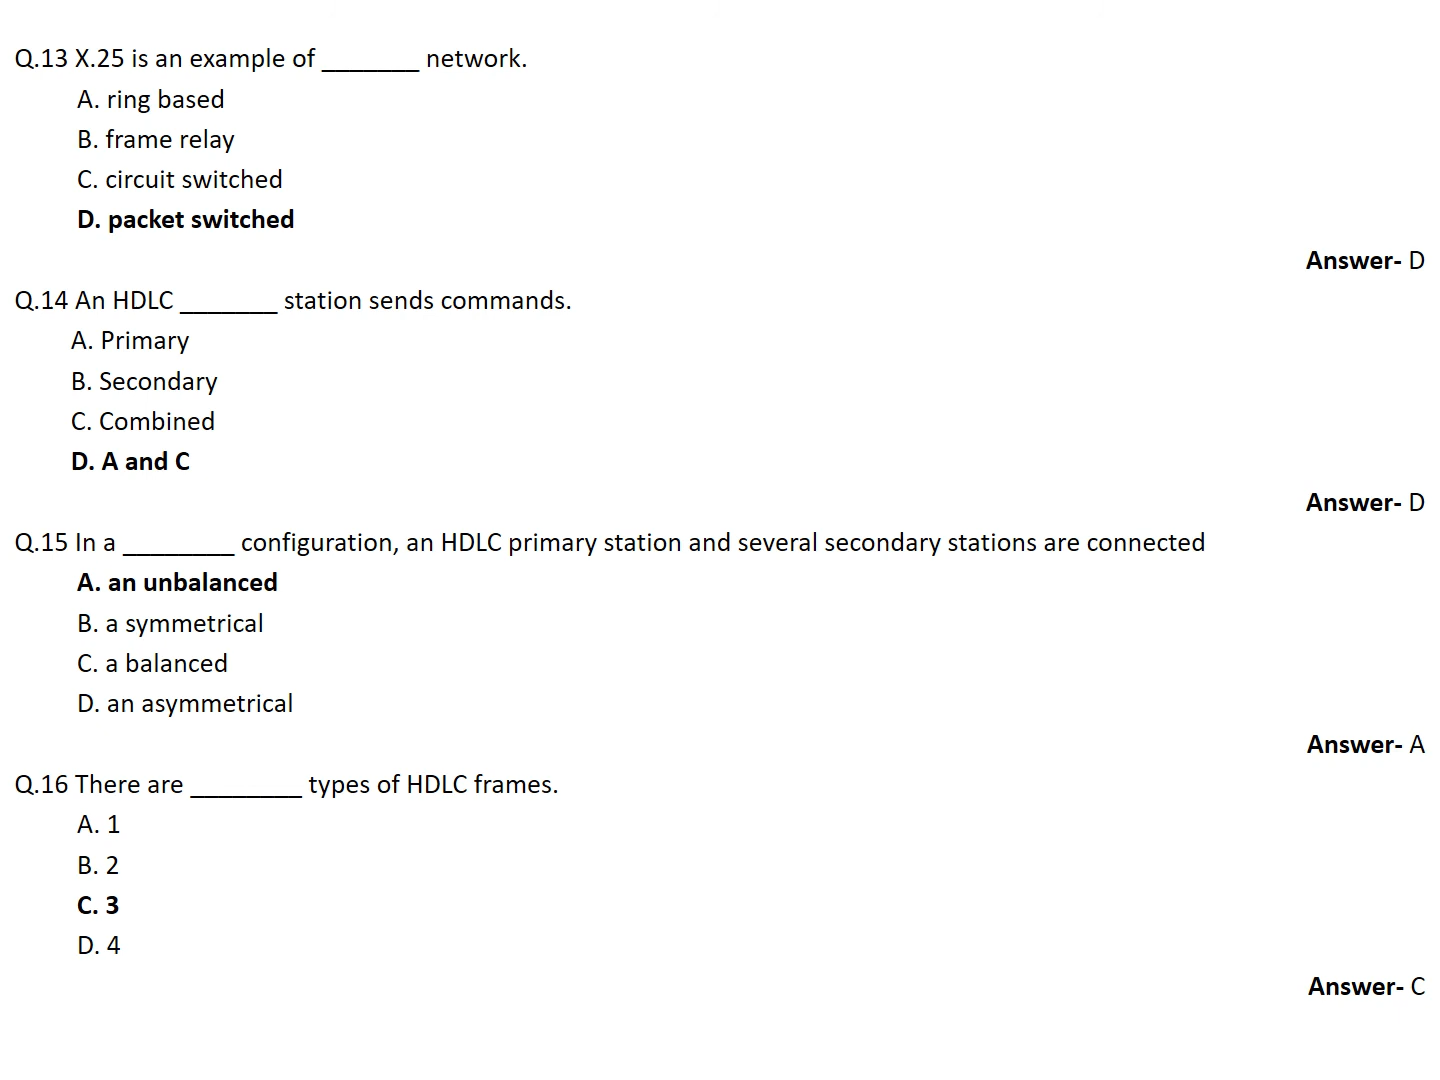 Q.13 X.25 is an example of _______ network.
A. ring based
B. frame relay
C. circuit switched
D. packet switched
Answer- D
Q.14 An HDLC _______ station sends commands.
A. Primary
B. Secondary
C. Combined
D. A and C
Answer- D
Q.15 In a ________ configuration, an HDLC primary station and several secondary stations are connected
A. an unbalanced
B. a symmetrical
C. a balanced
D. an asymmetrical
Answer- A
Q.16 There are ________ types of HDLC frames.
A. 1
B. 2
C. 3
D. 4
Answer- C